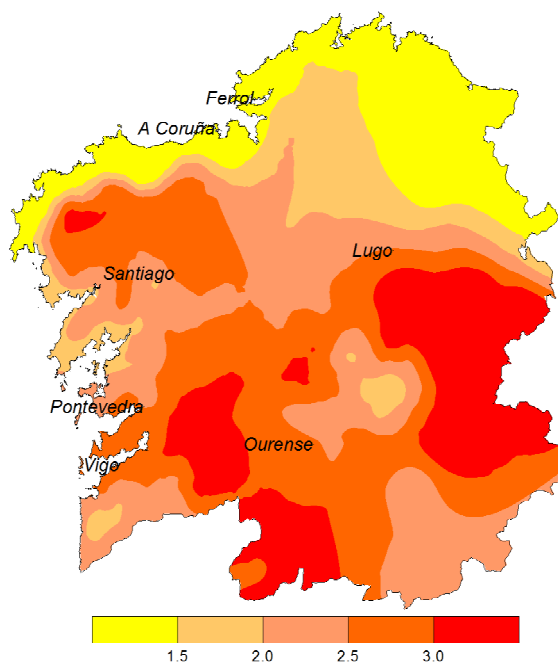 Ferrol
A Coruña
Lugo
Santiago
Pontevedra
Ourense
Vigo
1.5 2.0 2.5 3.0